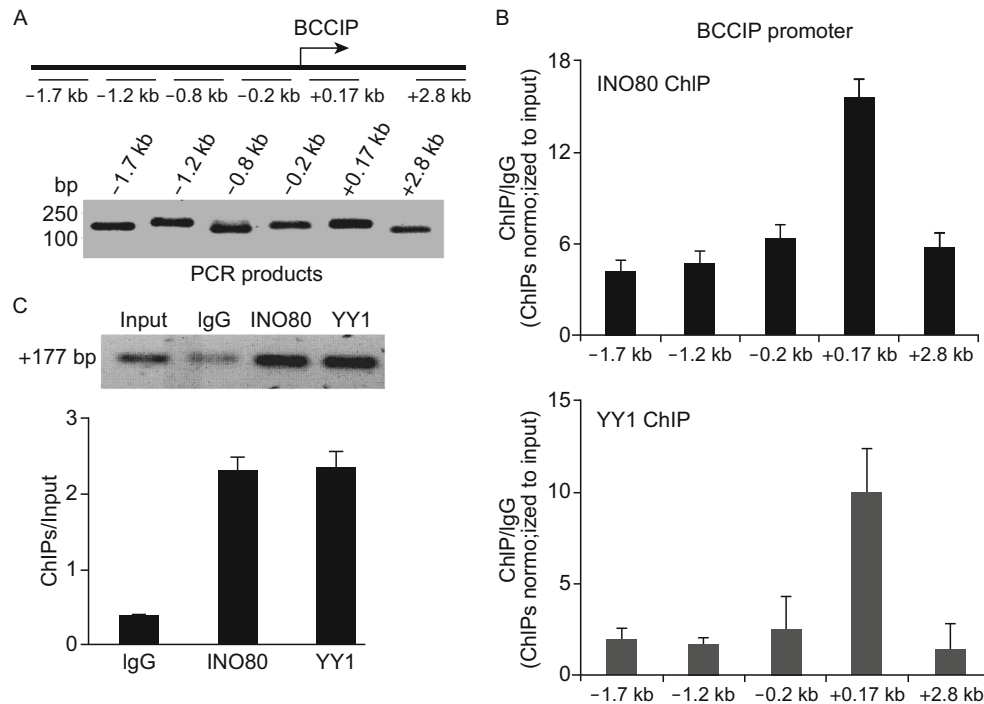 A
BCCIP
−1.7 kb −1.2 kb −0.8 kb −0.2 kb +0.17 kb +2.8 kb
−1.7 kb −1.2 kb −0.8 kb −0.2 kb +0.17 kb +2.8 kb
bp
250
100
PCR products
C
Input IgG INO80 YY1
+177 bp
ChIPs/Input
3
2
1
0
IgG INO80 YY1
B
BCCIP promoter
INO80 ChIP
ChIP/IgG
(ChIPs normo;ized to input)
18
12
6
0
−1.7 kb −1.2 kb −0.2 kb +0.17 kb +2.8 kb
YY1 ChIP
ChIP/IgG
(ChIPs normo;ized to input)
15
10
5
0
−1.7 kb −1.2 kb −0.2 kb +0.17 kb +2.8 kb